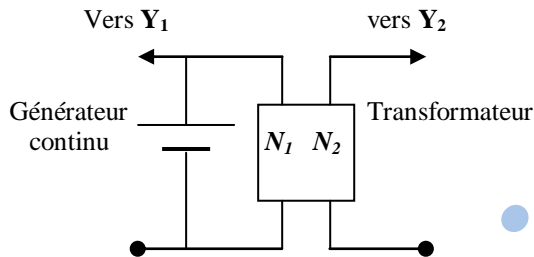 Vers Y1
vers Y2
Générateur
continu
N1 N2
Transformateur